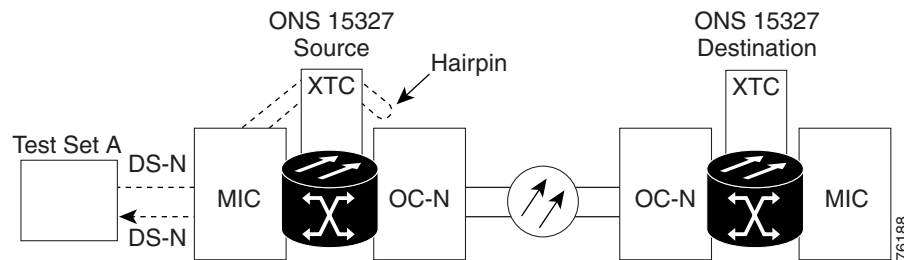 ONS 15327
Source
ONS 15327
Destination
Hairpin
XTC
XTC
Test Set A
DS-N
MIC
OC-N
OC-N
MIC
DS-N
76188